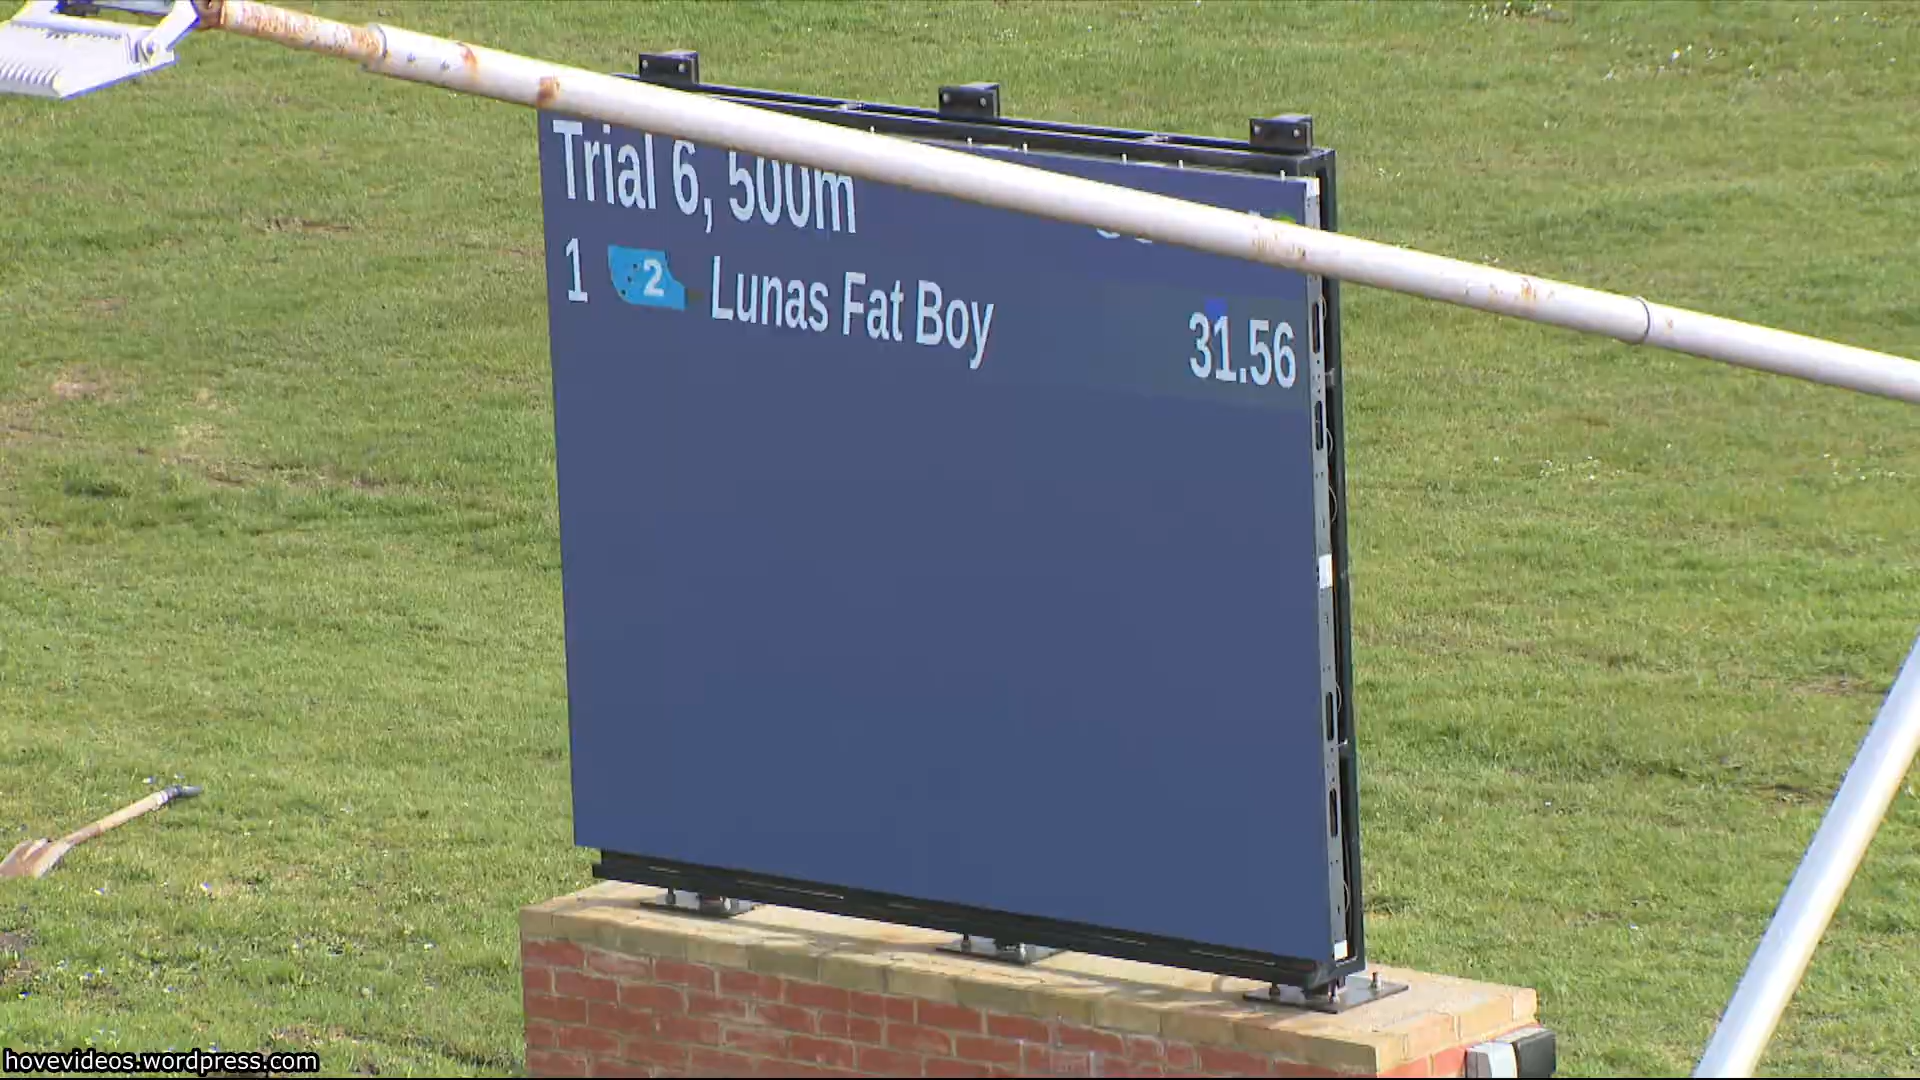 Trial 6, 500m
1 2 Lunas Fat Boy 31.56
hovevideos.wordpress.com